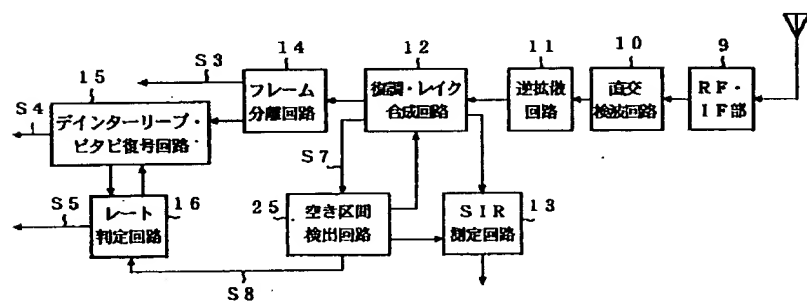 S3
14
フレーム
分離回路
12
復調・レイク
合成回路
11
逆拡散
回路
10
直交
検波回路
9
RF・
IF部
15
S4
デインターリーブ・
ビタビ復号回路
S7
S5
レート
判定回路
16
25
空き区間
検出回路
SIR
測定回路
13
S8